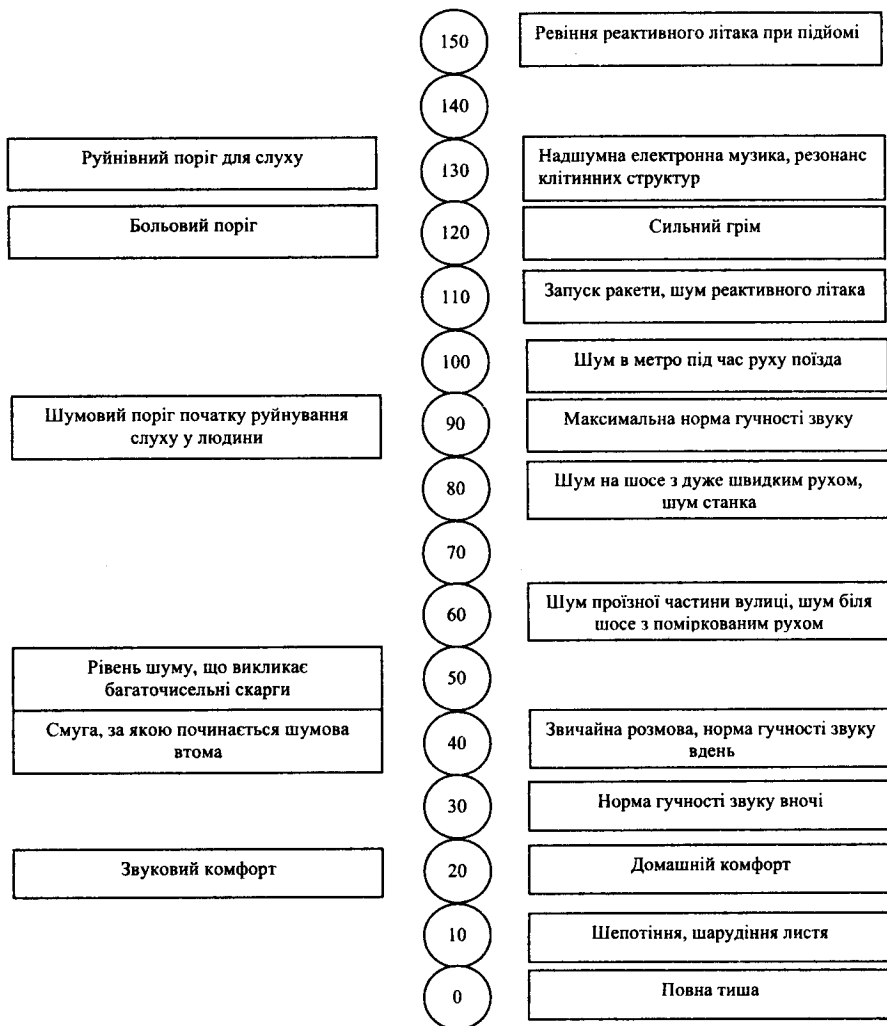 150
Ревіння реактивного літака при підйомі
140
Руйнівний поріг для слуху
130
Надшумна електронна музика, резонанс
клітинних структур
Больовий поріг
120
Сильний грім
110
Запуск ракети, шум реактивного літака
100
Шум в метро під час руху поїзда
Шумовий поріг початку руйнування
слуху у людини
90
Максимальна норма гучності звуку
80
Шум на шосе з дуже швидким рухом,
шум станка
70
60
Шум проїзної частини вулиці, шум біля
шосе з поміркованим рухом
Рівень шуму, що викликає
багаточисельні скарги
50
Смуга, за якою починається шумова
втома
40
Звичайна розмова, норма гучності звуку
вдень
30
Норма гучності звуку вночі
Звуковий комфорт
20
Домашній комфорт
10
Шепотіння, шарудіння листя
0
Повна тиша